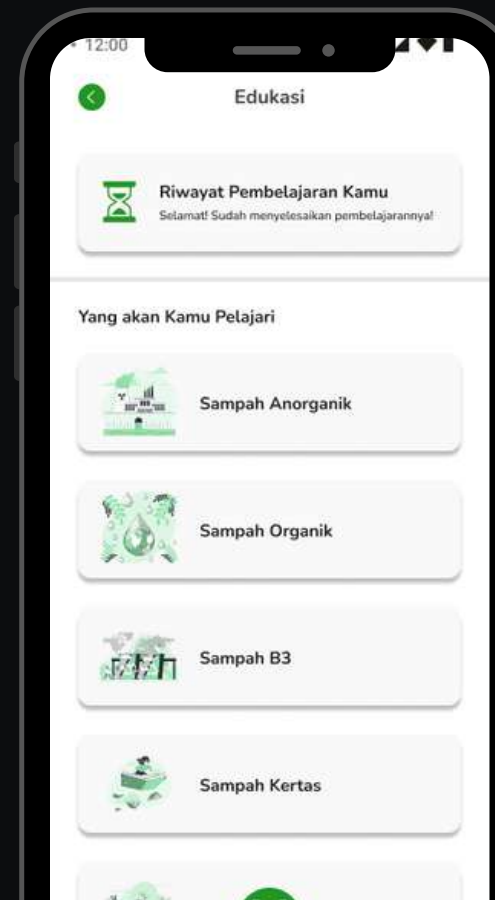 12:00
Edukasi
Riwayat Pembelajaran Kamu
Selamat! Sudah menyelesaikan pembelajarannya!
Yang akan Kamu Pelajari
Sampah Anorganik
Sampah Organik
Sampah B3
Sampah Kertas